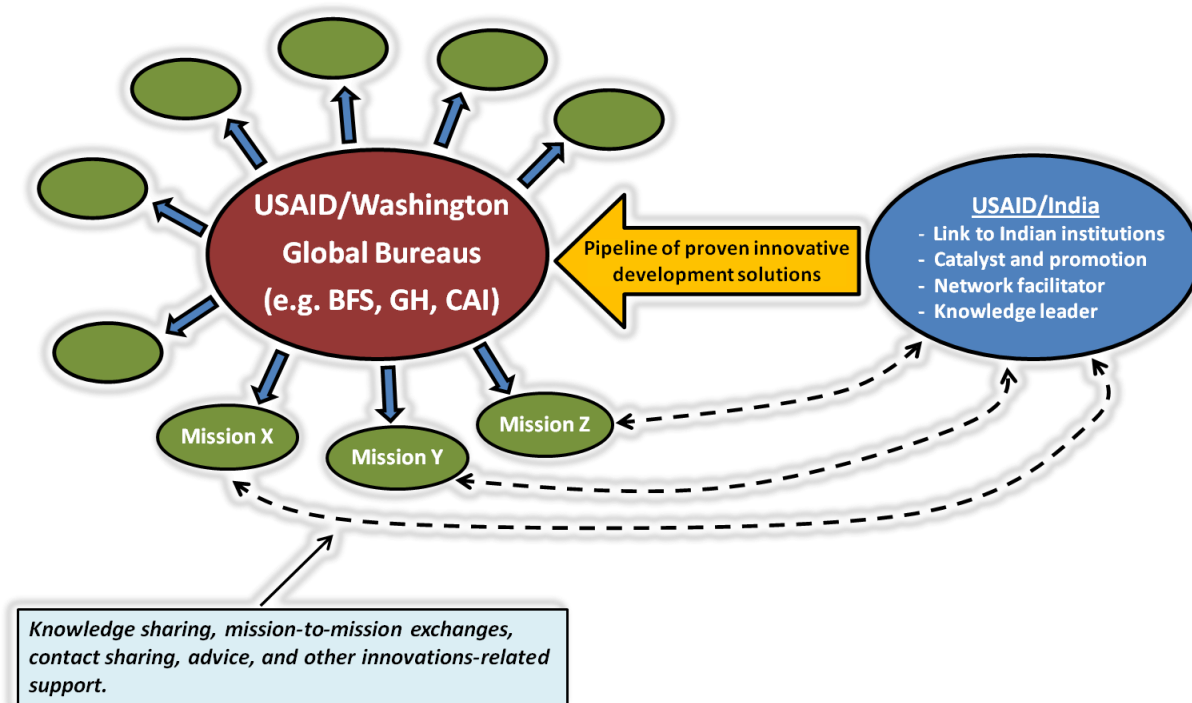 USAID/Washington
Global Bureaus
(e.g. BFS, GH, CAI)
Pipeline of proven innovative
development solutions
USAID/India
- Link to Indian institutions
- Catalyst and promotion
- Network facilitator
- Knowledge leader
Mission X
Mission Y
Mission Z
Knowledge sharing, mission-to-mission exchanges,
contact sharing, advice, and other innovations-related
support.